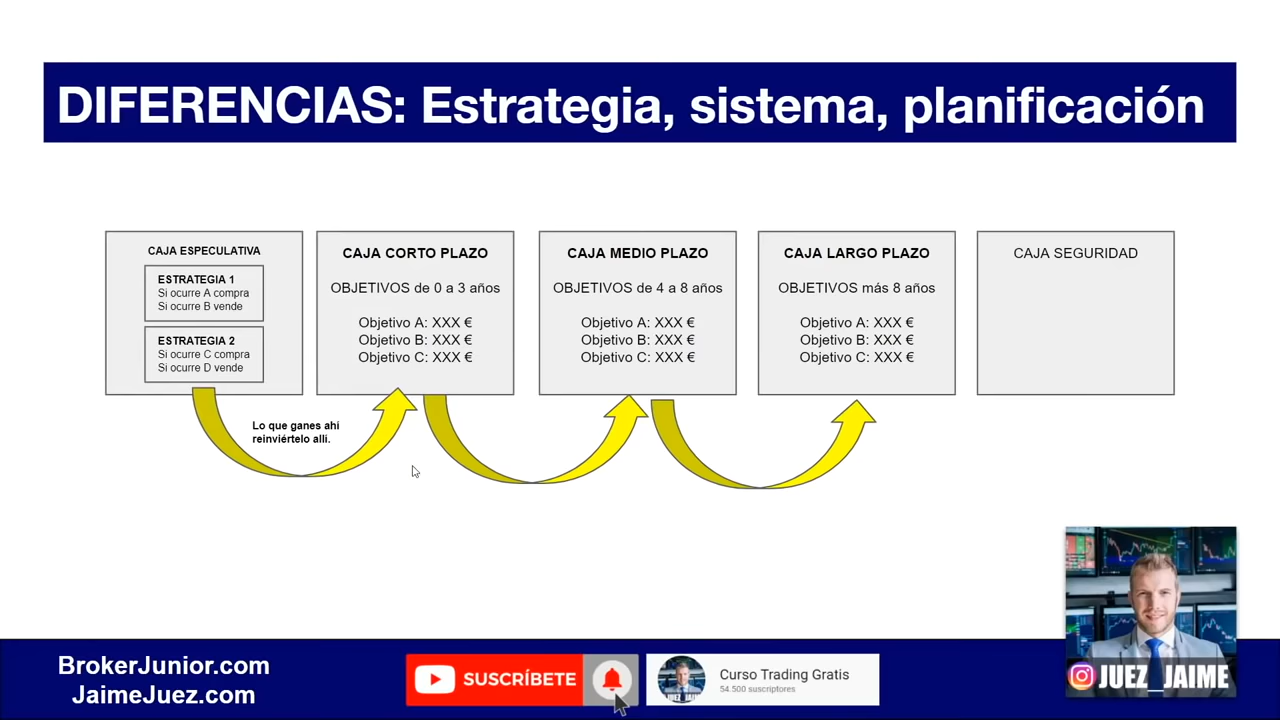 DIFERENCIAS: Estrategia, sistema, planificación
CAJA ESPECULATIVA
ESTRATEGIA 1
Si ocurre A compra
Si ocurre B vende
ESTRATEGIA 2
Si ocurre C compra
Si ocurre D vende
CAJA CORTO PLAZO
OBJETIVOS de 0 a 3 años
Objetivo A: XXX €
Objetivo B: XXX €
Objetivo C: XXX €
CAJA MEDIO PLAZO
OBJETIVOS de 4 a 8 años
Objetivo A: XXX €
Objetivo B: XXX €
Objetivo C: XXX €
CAJA LARGO PLAZO
OBJETIVOS más 8 años
Objetivo A: XXX €
Objetivo B: XXX €
Objetivo C: XXX €
CAJA SEGURIDAD
Lo que ganes ahí
reinviértelo allí.
BrokerJunior.com
JaimeJuez.com
SUSCRÍBETE
JUEZ_JAIME
Curso Trading Gratis
54.500 suscriptores
JUEZ_JAIME